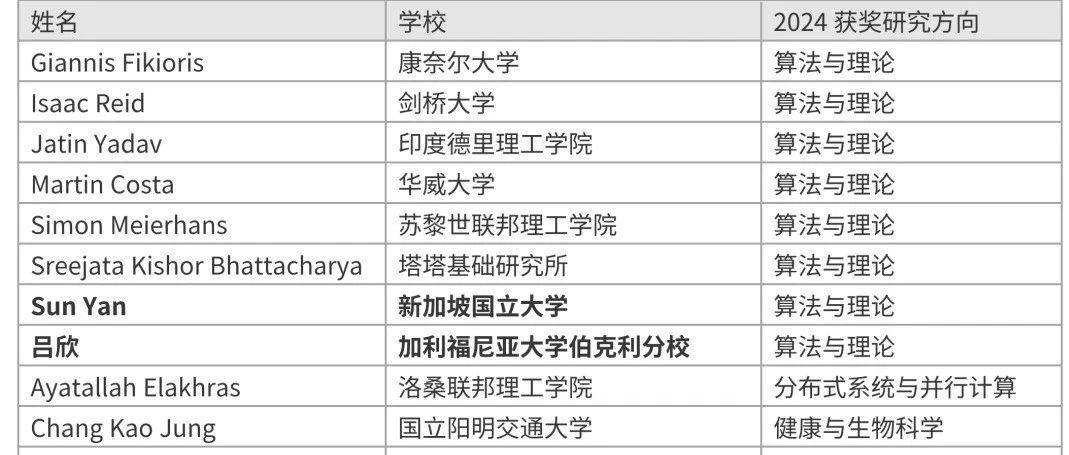 姓名 学校 2024 获奖研究方向
Giannis Fikioris 康奈尔大学 算法与理论
Isaac Reid 剑桥大学 算法与理论
Jatin Yadav 印度德里理工学院 算法与理论
Martin Costa 华威大学 算法与理论
Simon Meierhans 苏黎世联邦理工学院 算法与理论
Sreejata Kishor Bhattacharya 塔塔基础研究所 算法与理论
Sun Yan 新加坡国立大学 算法与理论
吕欣 加利福尼亚大学伯克利分校 算法与理论
Ayatallah Elakhras 洛桑联邦理工学院 分布式系统与并行计算
Chang Kao Jung 国立阳明交通大学 健康与生物科学